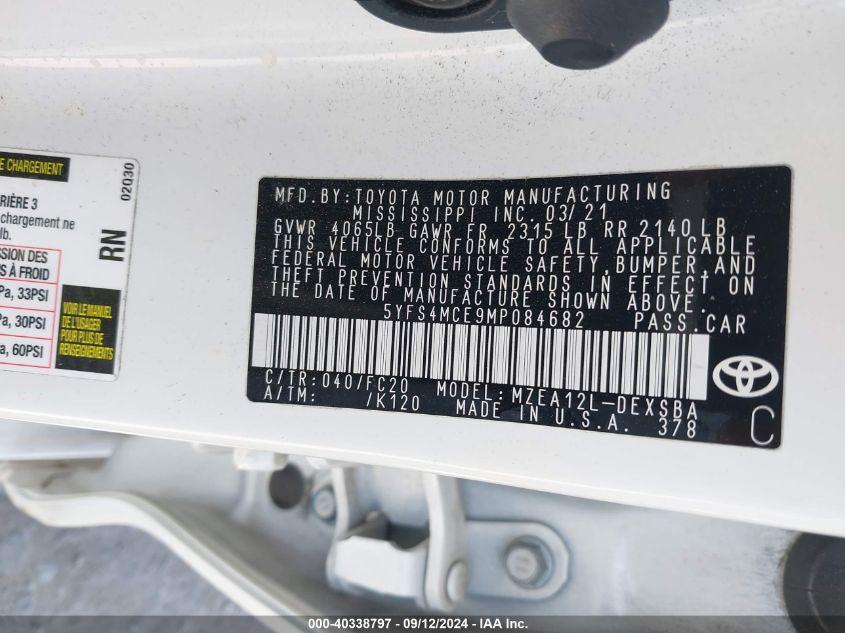 E CHARGEMENT
RIÈRE 3
chargement ne
lb.
SSION DES
S À FROID
Pa, 33PSI
Pa, 30PSI
a, 60PSI
VOIR LE MANUEL
DE L'USAGER
POUR PLUS DE
RENSEIGNEMENTS
RN
02Q30
MFD.BY:TOYOTA MOTOR MANUFACTURING
MISSISSIPPI INC. 03/21
GVWR 4065LB GAWR FR 2315 LB RR 2140 LB
THIS VEHICLE CONFORMS TO ALL APPLICABLE
FEDERAL MOTOR VEHICLE SAFETY,BUMPER,AND
THEFT PREVENTION STANDARDS IN EFFECT ON
THE DATE OF MANUFACTURE SHOWN ABOVE.
5YFS4MCE9MP084682 PASS.CAR
C/TR:040/FC20 MODEL:MZEA12L-DEXSBA
A/TM: /K120 MADE IN U.S.A. 378
C
000-40338797 - 09/12/2024 - IAA Inc.